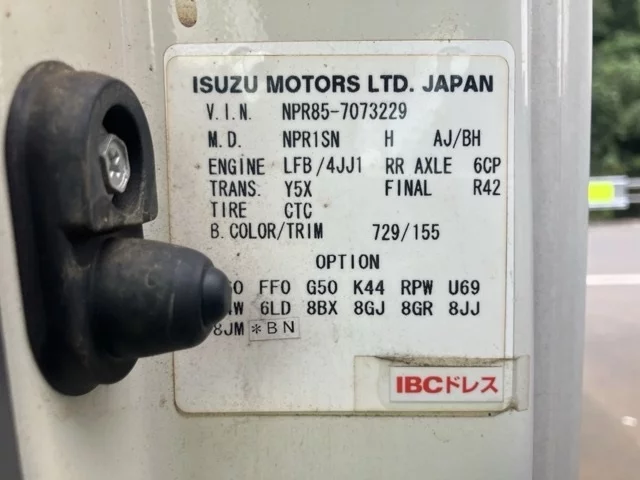 ISUZU MOTORS LTD. JAPAN
V.I.N. NPR85-7073229
M.D. NPR1SN H AJ/BH
ENGINE LFB/4JJ1 RR AXLE 6CP
TRANS. Y5X FINAL R42
TIRE CTC
B.COLOR/TRIM 729/155
OPTION
FF0 G50 K44 RPW U69
6LD 8BX 8GJ 8GR 8JJ
8JM *BN
IBCドレス